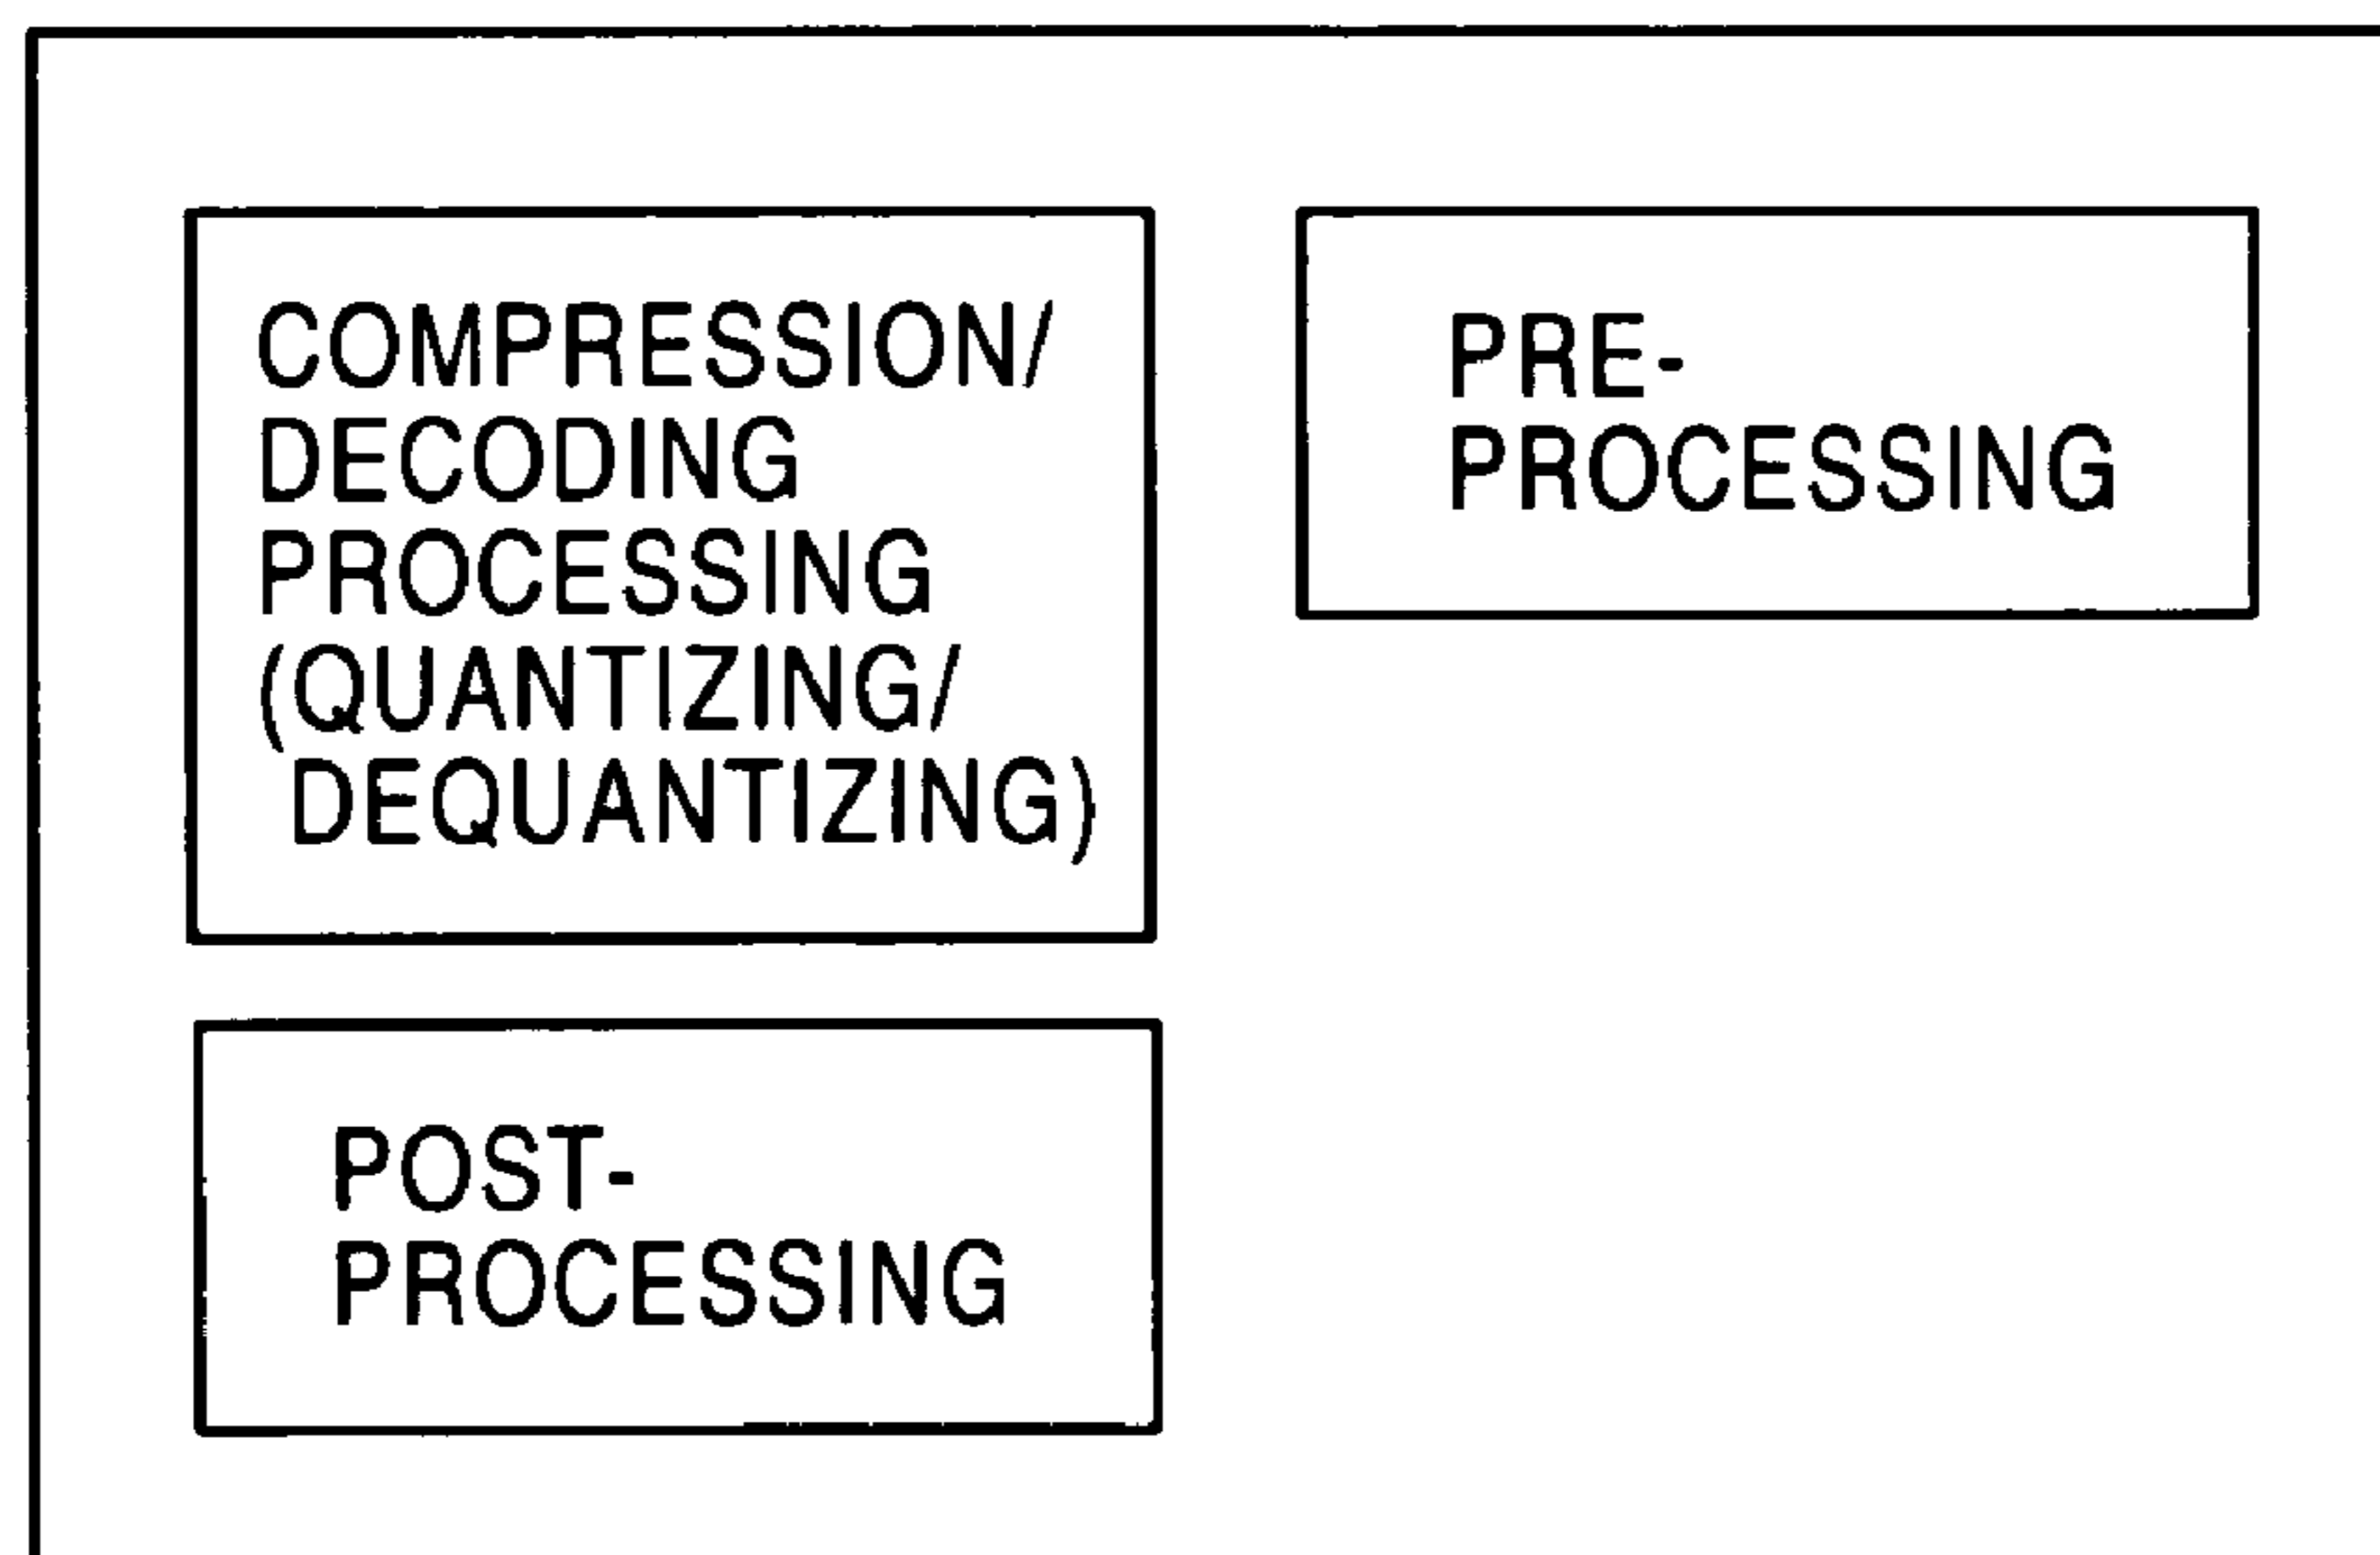 COMPRESSION/
DECODING
PROCESSING
(QUANTIZING/
DEQUANTIZING)
PRE-
PROCESSING
POST-
PROCESSING